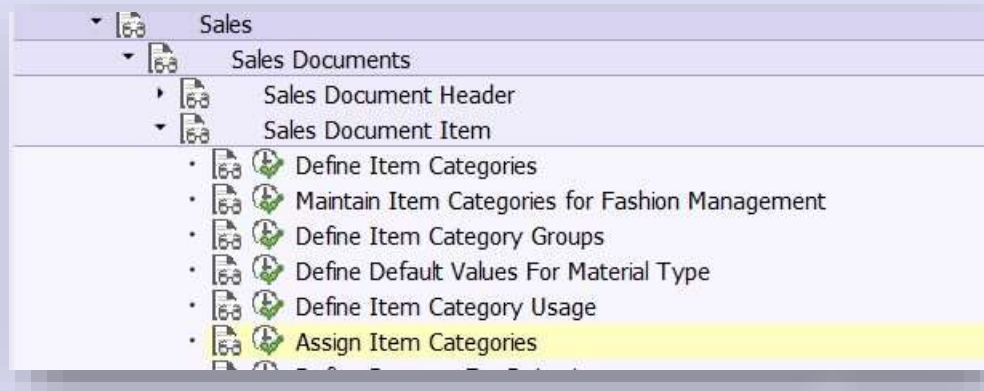 Sales
Sales Documents
Sales Document Header
Sales Document Item
Define Item Categories
Maintain Item Categories for Fashion Management
Define Item Category Groups
Define Default Values For Material Type
Define Item Category Usage
Assign Item Categories